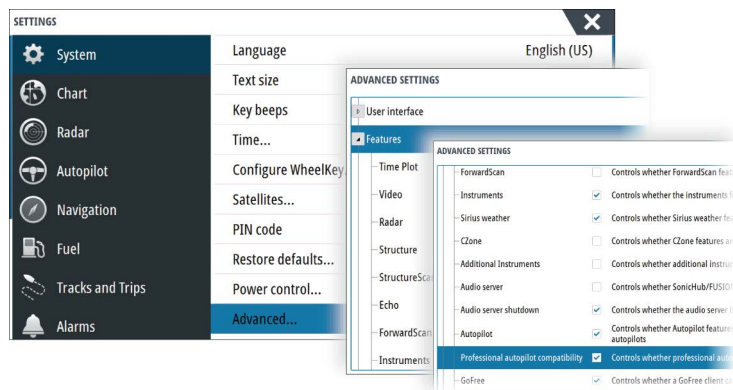 SETTINGS
System
Chart
Radar
Autopilot
Navigation
Fuel
Tracks and Trips
Alarms
Language English (US)
Text size
Key beeps
Time...
Configure WheelKey
Satellites...
PIN code
Restore defaults...
Power control...
Advanced...
ADVANCED SETTINGS
User interface
Features
Time Plot
Video
Radar
Structure
Echo
ForwardScan
Instruments
ADVANCED SETTINGS
ForwardScan Controls whether ForwardScan
Instruments Controls whether the instruments
Sirius weather Controls whether Sirius weather
CZone Controls whether CZone features
Additional Instruments Controls whether additional
Audio server Controls whether SonicHub/FUSION
Audio server shutdown Controls whether the audio server
Autopilot Controls whether Autopilot features
autopilots
Professional autopilot compatibility Controls whether professional
GoFree Controls whether a GoFree client